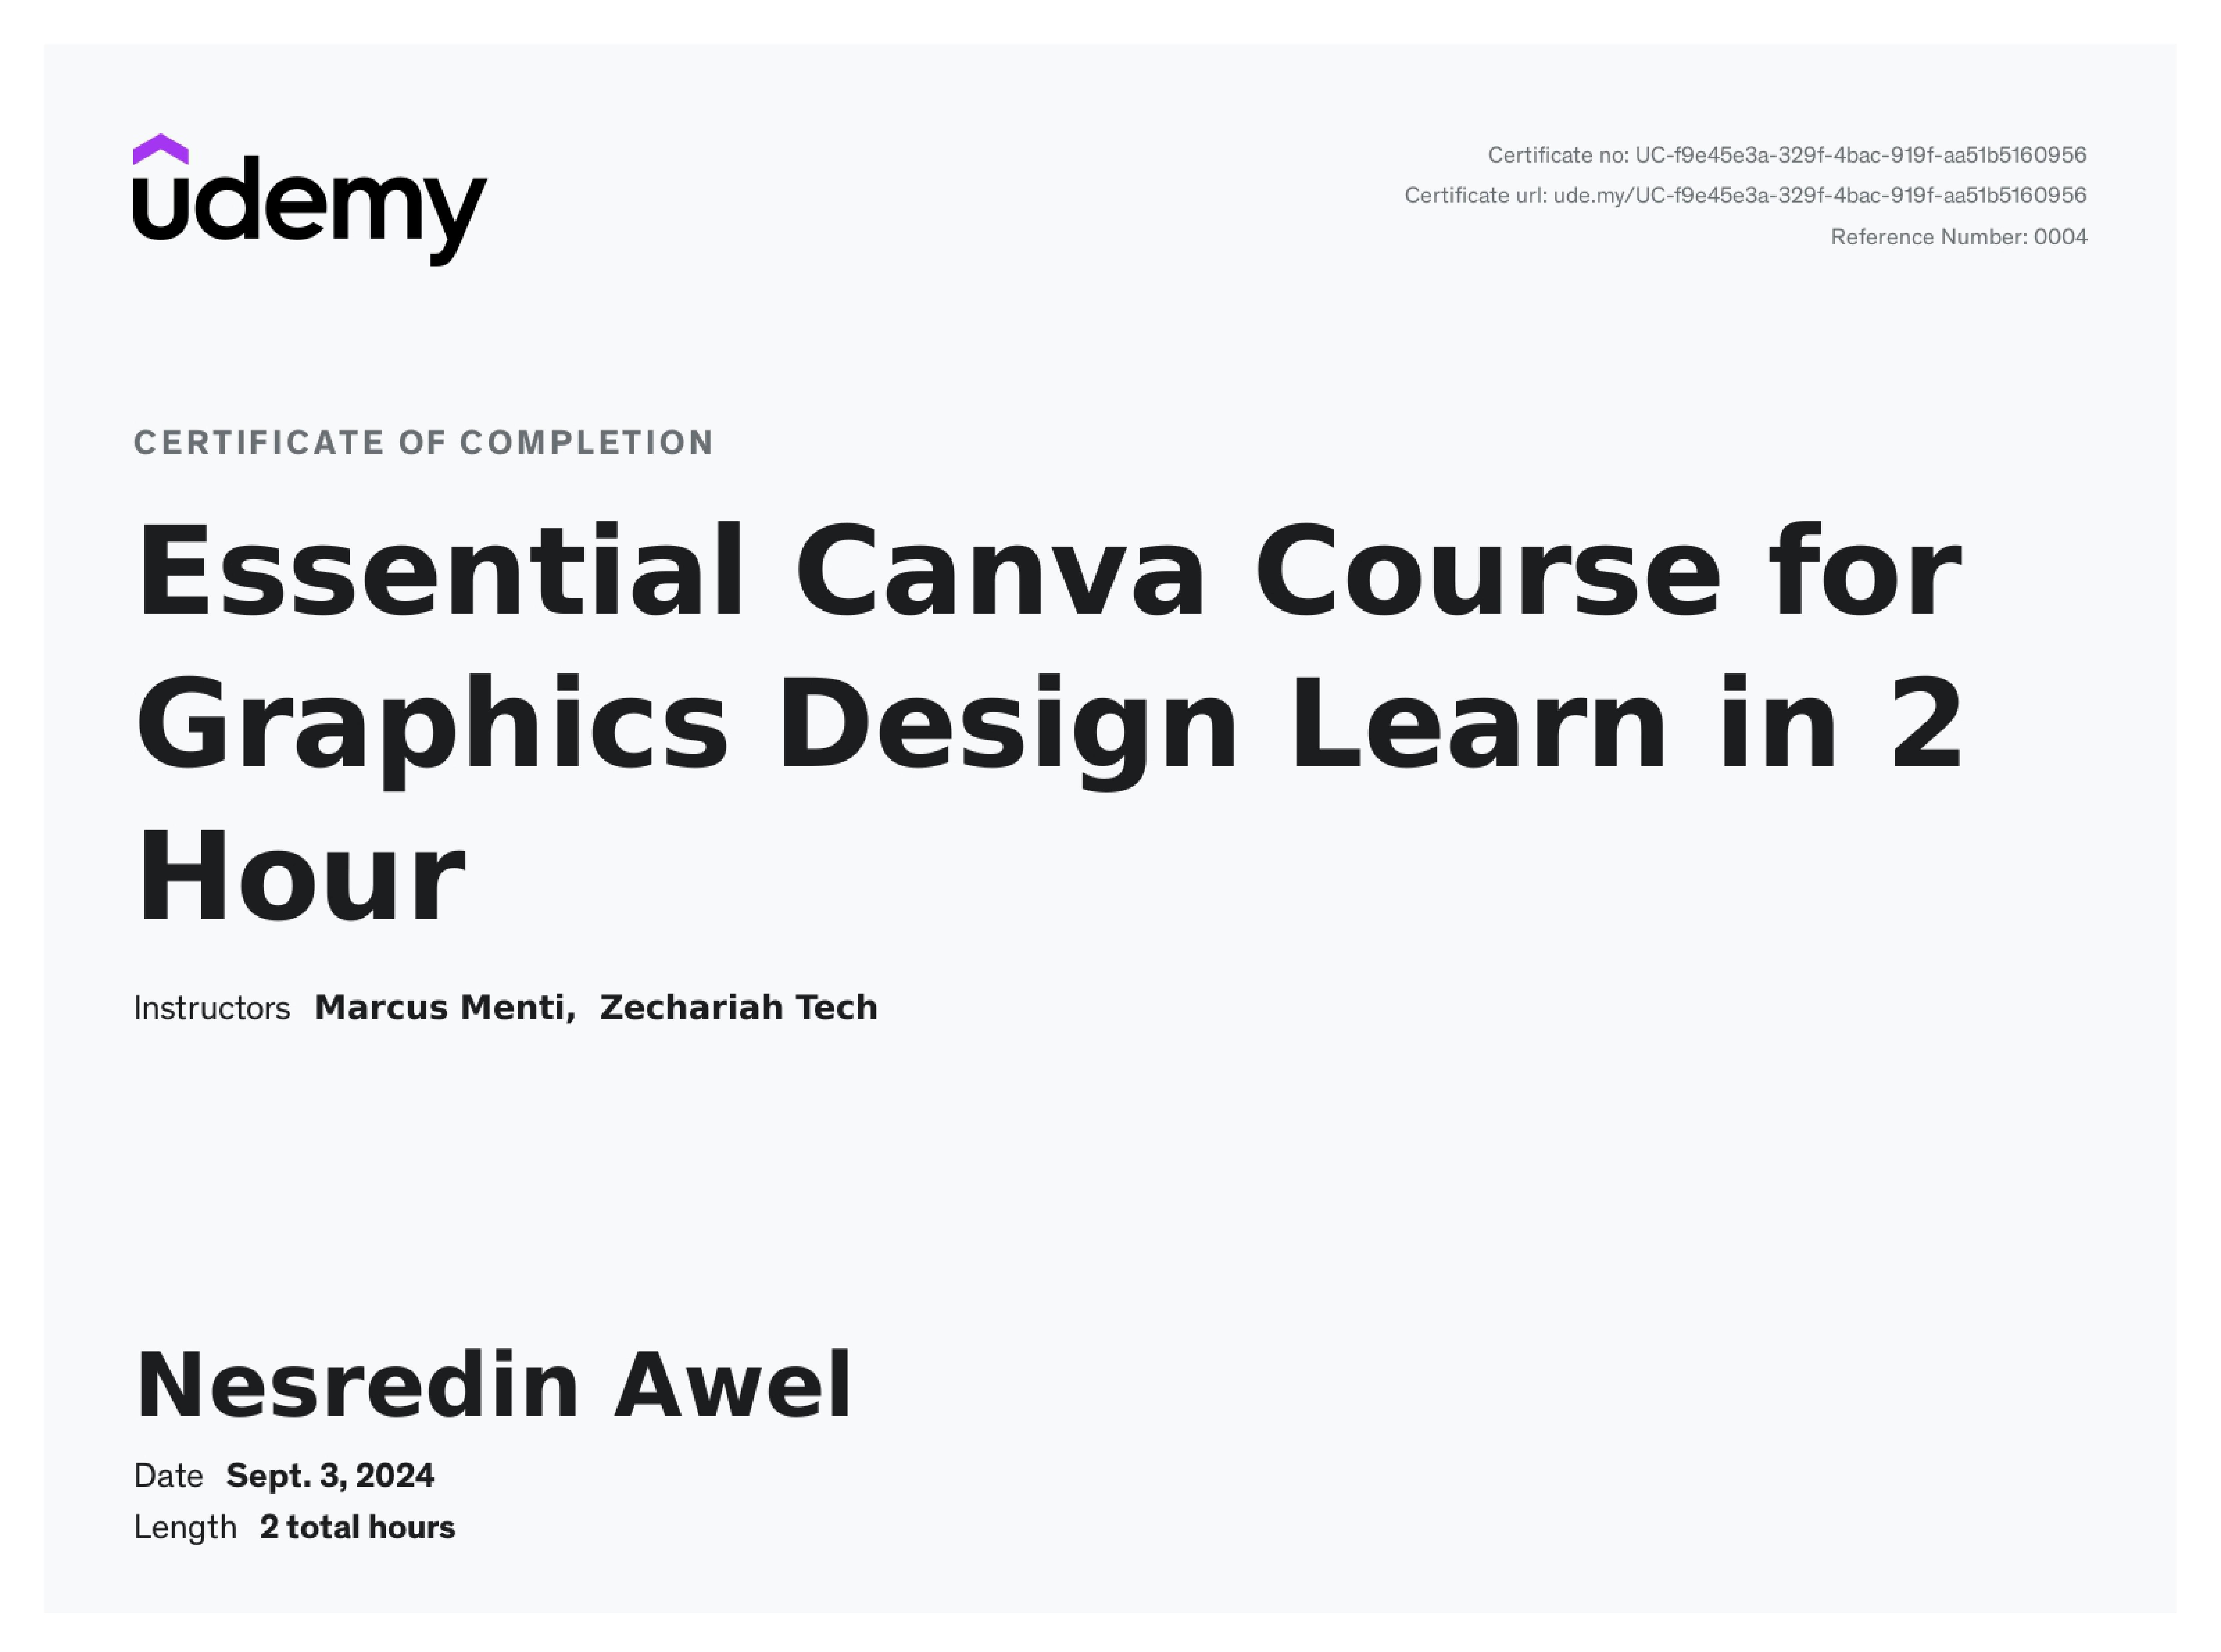 udemy
Certificate no: UC-f9e45e3a-329f-4bac-919f-aa51b5160956
Certificate url: ude.my/UC-f9e45e3a-329f-4bac-919f-aa51b5160956
Reference Number: 0004
CERTIFICATE OF COMPLETION
Essential Canva Course for
Graphics Design Learn in 2
Hour
Instructors Marcus Menti, Zechariah Tech
Nesredin Awel
Date Sept. 3, 2024
Length 2 total hours